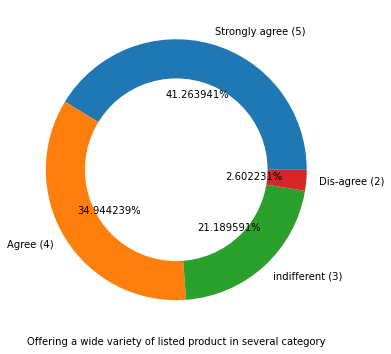 Strongly agree (5)
41.263941%
2.602231%
Dis-agree (2)
34.944239%
21.189591%
Agree (4)
indifferent (3)
Offering a wide variety of listed product in several category